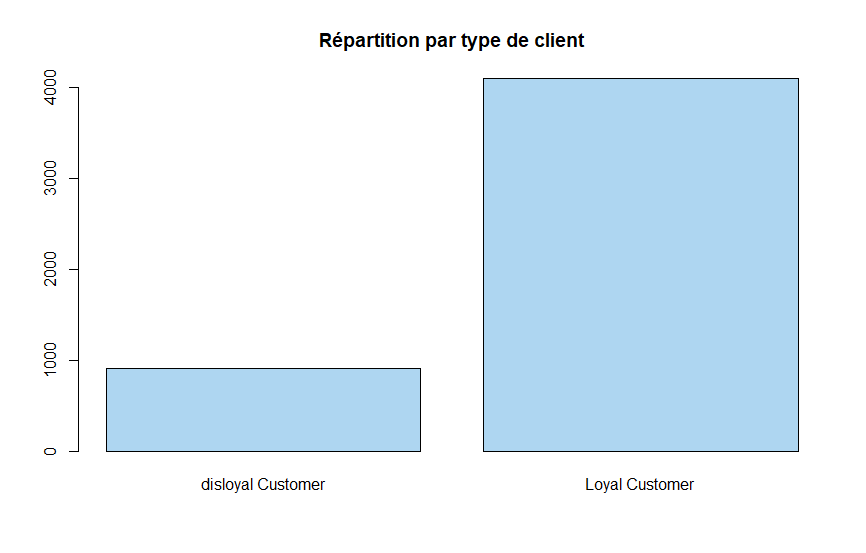 Répartition par type de client
4000
3000
2000
1000
0
disloyal Customer
Loyal Customer